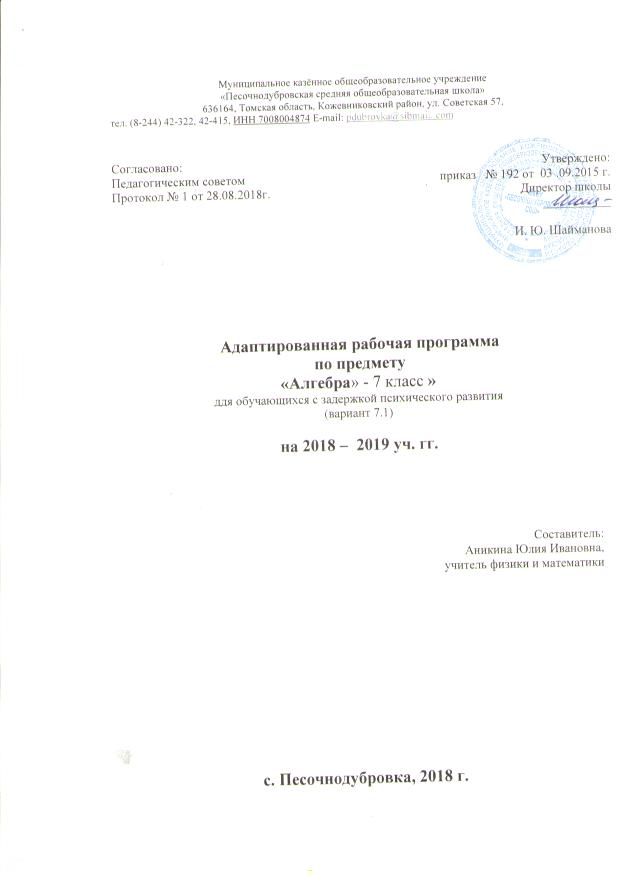 Муниципальное казённое общеобразовательное учреждение
«Песочнодубровская средняя общеобразовательная школа»
636164, Томская область, Кожевниковский район, ул. Советская 57,
тел. (8-244) 42-322, 42-415, ИНН 7008004874 E-mail: pdubrovka@sibmail.com
Согласовано:
Педагогическим советом
Протокол № 1 от 28.08.2018г.
Утверждено:
приказ № 192 от 03 .09.2015 г.
Директор школы
И. Ю. Шайманова
Адаптированная рабочая программа
по предмету
«Алгебра» - 7 класс »
для обучающихся с задержкой психического развития
(вариант 7.1)
на 2018 – 2019 уч. гг.
Составитель:
Аникина Юлия Ивановна,
учитель физики и математики
с. Песочнодубровка, 2018 г.